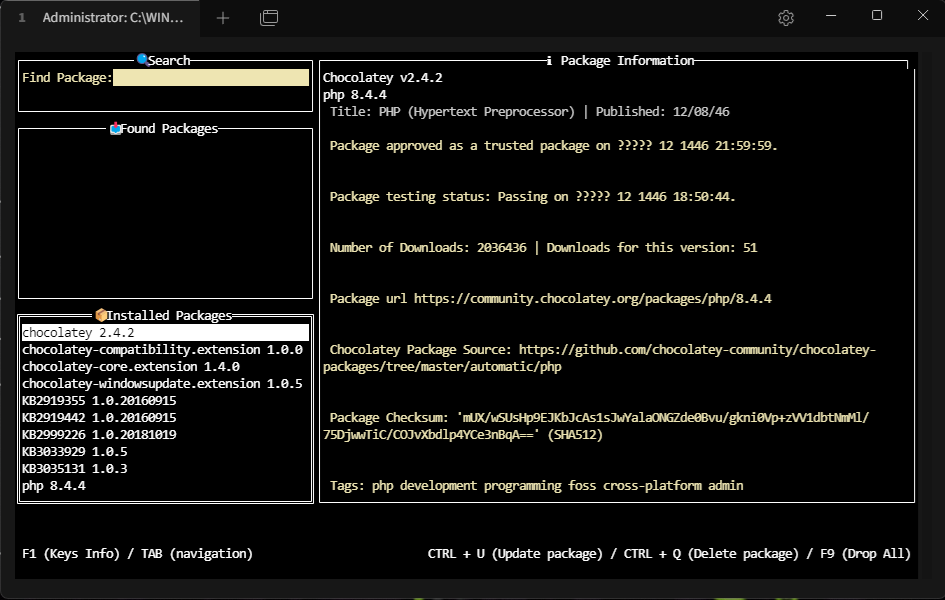 1 Administrator: C:\WIN...
Search
Find Package:
Found Packages
Installed Packages
chocolatey 2.4.2
chocolatey-compatibility.extension 1.0.0
chocolatey-core.extension 1.4.0
chocolatey-windowsupdate.extension 1.0.5
KB2919355 1.0.20160915
KB2919442 1.0.20160915
KB2999226 1.0.20181019
KB3033929 1.0.5
KB3035131 1.0.3
php 8.4.4
i Package Information
Chocolatey v2.4.2
php 8.4.4
Title: PHP (Hypertext Preprocessor) | Published: 12/08/46
Package approved as a trusted package on ????? 12 1446 21:59:59.
Package testing status: Passing on ????? 12 1446 18:50:44.
Number of Downloads: 2036436 | Downloads for this version: 51
Package url https://community.chocolatey.org/packages/php/8.4.4
Chocolatey Package Source: https://github.com/chocolatey-community/chocolatey-
packages/tree/master/automatic/php
Package Checksum: 'mUX/wSUsHp9EJKbJcAs1sJwYalaONGZde0Bvu/gkni0Vp+zVV1dbtNmMl/
75DjwwTiC/COJvXbdlp4YCe3nBqA==' (SHA512)
Tags: php development programming foss cross-platform admin
F1 (Keys Info) / TAB (navigation)
CTRL + U (Update package) / CTRL + Q (Delete package) / F9 (Drop All)